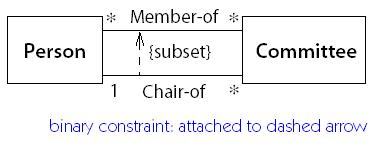 * Member-of *
Person {subset} Committee
1 Chair-of *
binary constraint: attached to dashed arrow